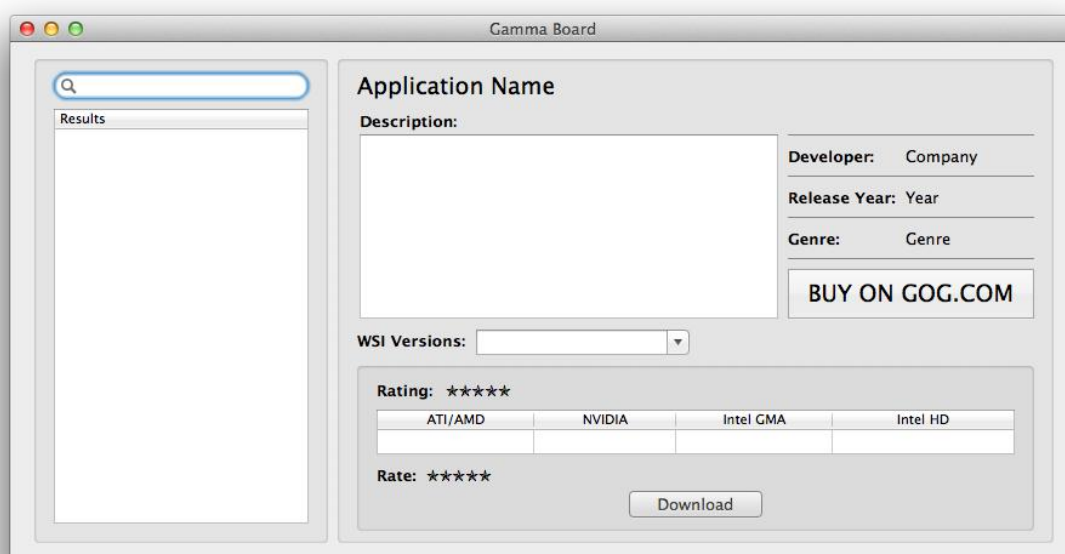 Gamma Board
Results
Application Name
Description:
Developer: Company
Release Year: Year
Genre: Genre
BUY ON GOG.COM
WSI Versions:
Rating: ★★★★★
ATI/AMD NVIDIA Intel GMA Intel HD
Rate: ★★★★★
Download